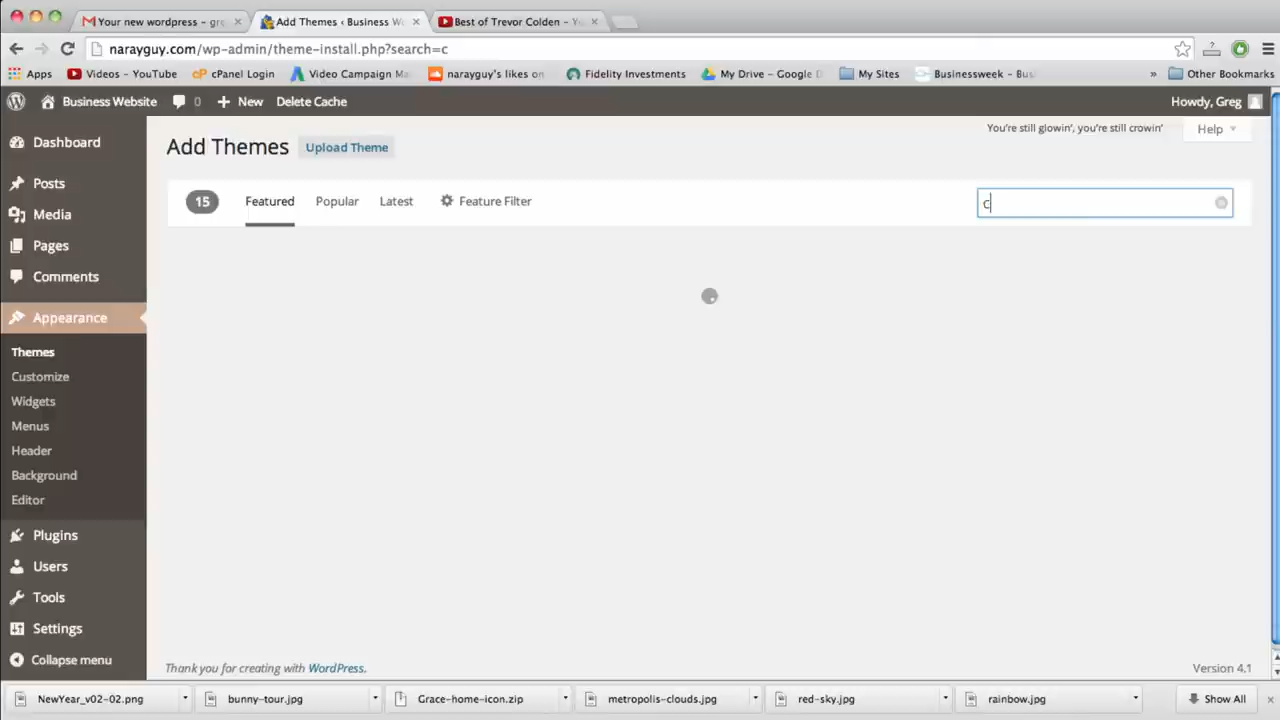 Your new wordpress – gre
Add Themes ‹ Business W
Best of Trevor Colden – Y
narayguy.com/wp-admin/theme-install.php?search=c
Apps
Videos - YouTube
cPanel Login
Video Campaign Ma
narayguy's likes on
Fidelity Investments
My Drive – Google D
My Sites
Businessweek – Bus
»
Other Bookmarks
Business Website
0
New
Delete Cache
Howdy, Greg
You're still glowin', you're still crowin'
Help
Add Themes
Upload Theme
15
Featured
Popular
Latest
Feature Filter
c
Dashboard
Posts
Media
Pages
Comments
Appearance
Themes
Customize
Widgets
Menus
Header
Background
Editor
Plugins
Users
Tools
Settings
Collapse menu
Thank you for creating with WordPress.
Version 4.1
NewYear_v02-02.png
bunny-tour.jpg
Grace-home-icon.zip
metropolis-clouds.jpg
red-sky.jpg
rainbow.jpg
Show All